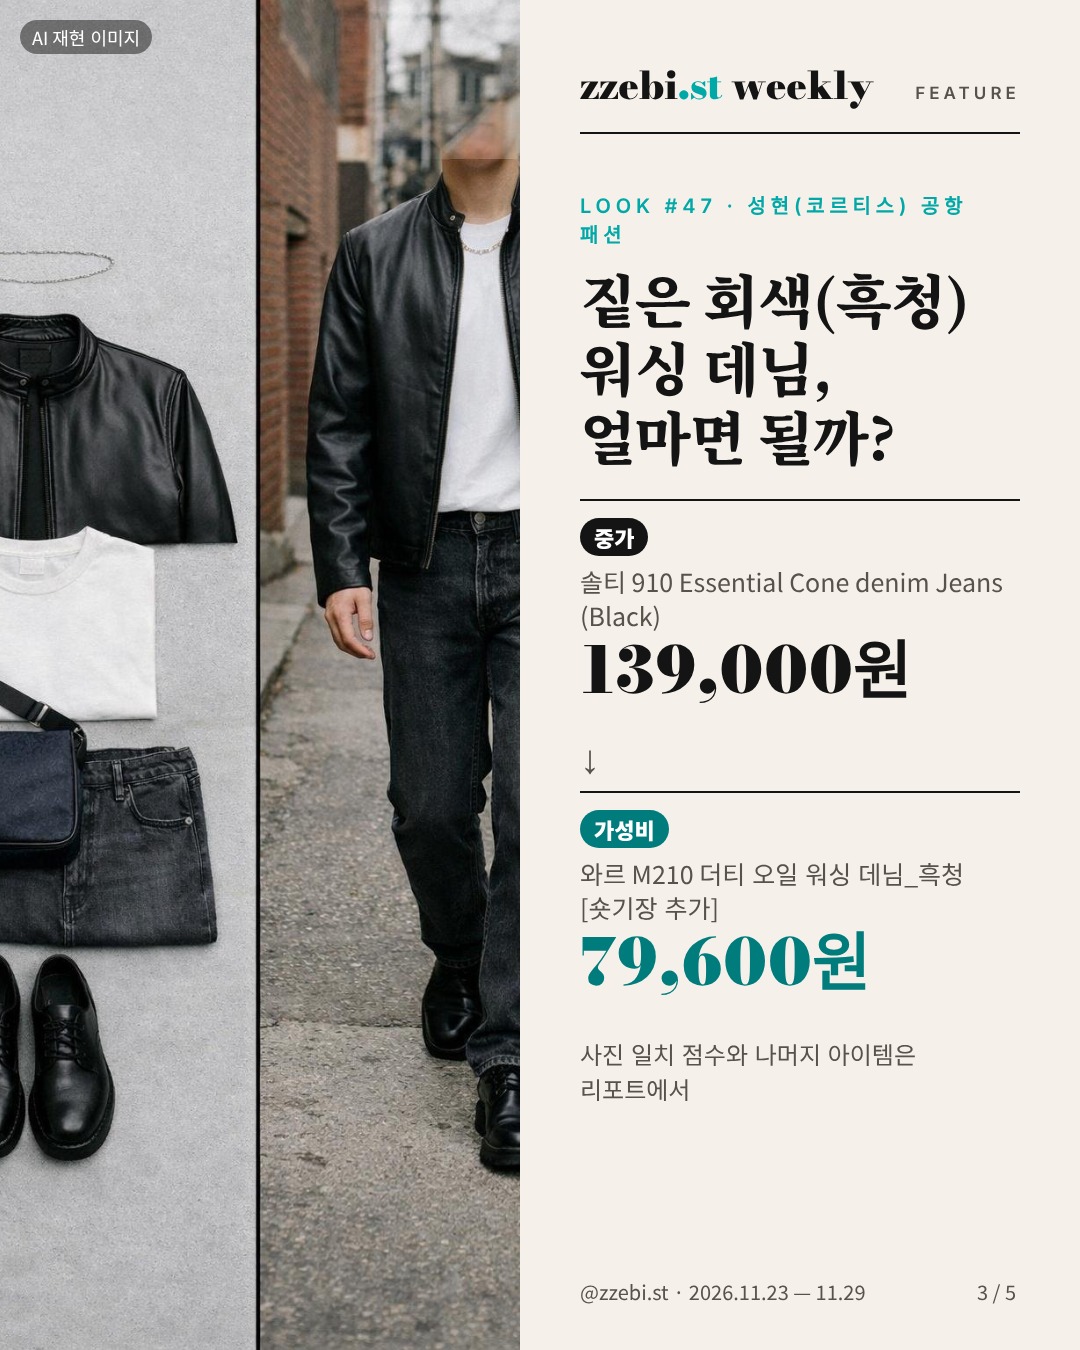 AI 재현 이미지
zzebi.st weekly
FEATURE
LOOK #47 · 성현(코르티스) 공항
패션
짙은 회색(흑청)
워싱 데님,
얼마면 될까?
중가
솔티 910 Essential Cone denim Jeans
(Black)
139,000원
↓
가성비
와르 M210 더티 오일 워싱 데님_흑청
[숏기장 추가]
79,600원
사진 일치 점수와 나머지 아이템은
리포트에서
@zzebi.st · 2026.11.23 — 11.29
3 / 5